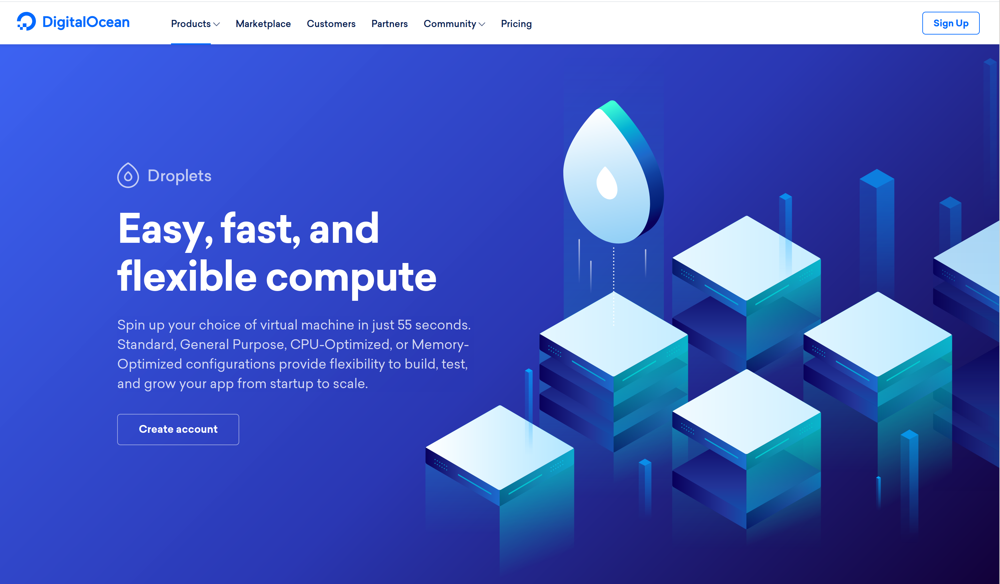 DigitalOcean
Products
Marketplace
Customers
Partners
Community
Pricing
Sign Up
Droplets
Easy, fast, and
flexible compute
Spin up your choice of virtual machine in just 55 seconds.
Standard, General Purpose, CPU-Optimized, or Memory-
Optimized configurations provide flexibility to build, test,
and grow your app from startup to scale.
Create account